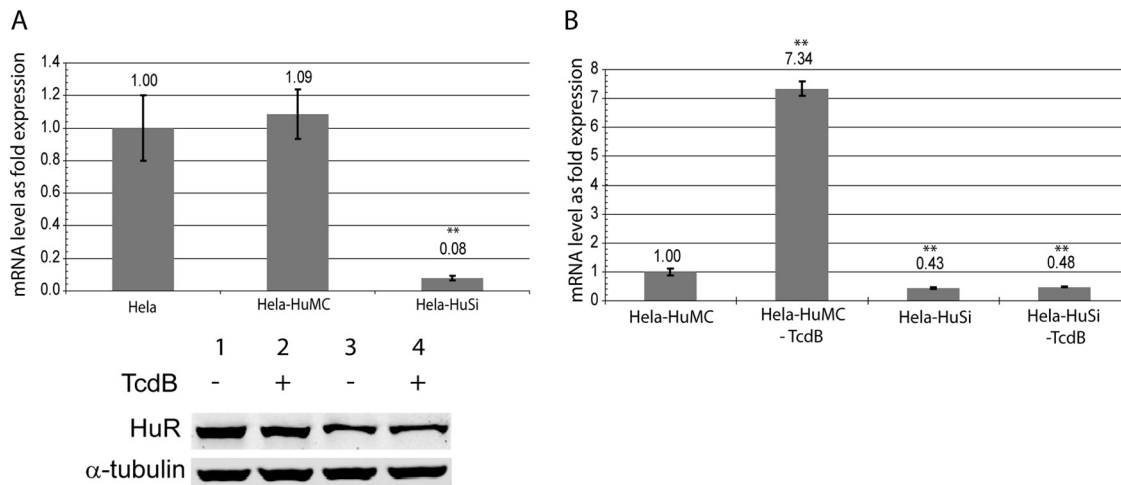 A
mRNA level as fold expression
1.4
1.2
1.0
0.8
0.6
0.4
0.2
0.0
1.00
1.09
**
0.08
Hela
Hela-HuMC
Hela-HuSi
1 2 3 4
TcdB - + - +
HuR
α-tubulin
B
mRNA level as fold expression
8
7
6
5
4
3
2
1
0
1.00
**
7.34
**
0.43
**
0.48
Hela-HuMC
Hela-HuMC
- TcdB
Hela-HuSi
Hela-HuSi
-TcdB